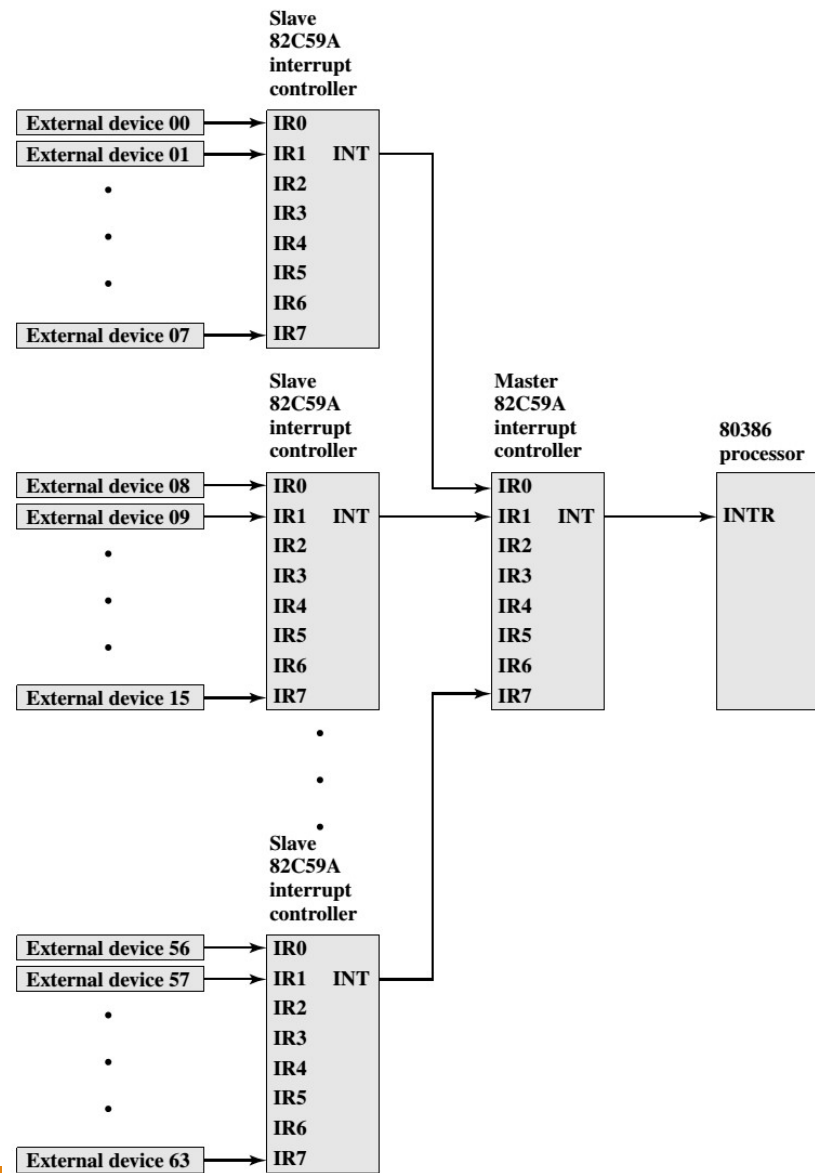 Slave
82C59A
interrupt
controller
External device 00
External device 01
External device 07
IR0
IR1 INT
IR2
IR3
IR4
IR5
IR6
IR7
Slave
82C59A
interrupt
controller
External device 08
External device 09
External device 15
IR0
IR1 INT
IR2
IR3
IR4
IR5
IR6
IR7
Master
82C59A
interrupt
controller
IR0
IR1 INT
IR2
IR3
IR4
IR5
IR6
IR7
80386
processor
INTR
Slave
82C59A
interrupt
controller
External device 56
External device 57
External device 63
IR0
IR1 INT
IR2
IR3
IR4
IR5
IR6
IR7